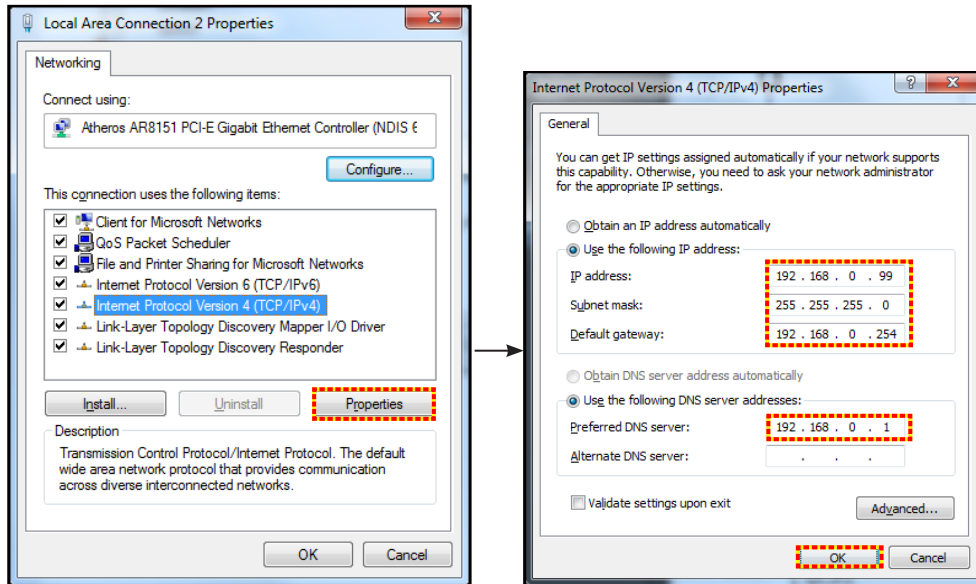 Local Area Connection 2 Properties
Networking
Connect using:
Atheros AR8151 PCI-E Gigabit Ethernet Controller (NDIS 6
Configure...
This connection uses the following items:
Client for Microsoft Networks
QoS Packet Scheduler
File and Printer Sharing for Microsoft Networks
Internet Protocol Version 6 (TCP/IPv6)
Internet Protocol Version 4 (TCP/IPv4)
Link-Layer Topology Discovery Mapper I/O Driver
Link-Layer Topology Discovery Responder
Install...
Uninstall
Properties
Description
Transmission Control Protocol/Internet Protocol. The default
wide area network protocol that provides communication
across diverse interconnected networks.
OK
Cancel
Internet Protocol Version 4 (TCP/IPv4) Properties
General
You can get IP settings assigned automatically if your network supports
this capability. Otherwise, you need to ask your network administrator
for the appropriate IP settings.
Obtain an IP address automatically
Use the following IP address:
IP address: 192 . 168 . 0 . 99
Subnet mask: 255 . 255 . 255 . 0
Default gateway: 192 . 168 . 0 . 254
Obtain DNS server address automatically
Use the following DNS server addresses:
Preferred DNS server: 192 . 168 . 0 . 1
Alternate DNS server: . . .
Validate settings upon exit
Advanced...
OK
Cancel